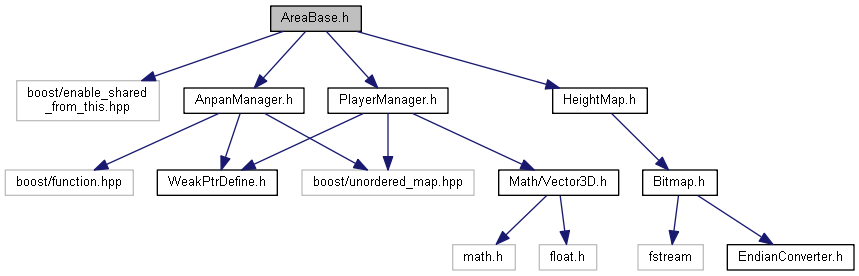 AreaBase.h
boost/enable_shared
_from_this.hpp
AnpanManager.h
PlayerManager.h
HeightMap.h
boost/function.hpp
WeakPtrDefine.h
boost/unordered_map.hpp
Math/Vector3D.h
Bitmap.h
math.h
float.h
fstream
EndianConverter.h